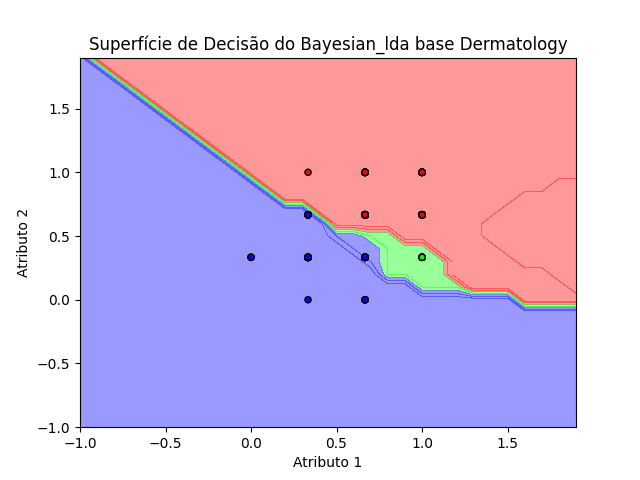 Superfície de Decisão do Bayesian_lda base Dermatology
Atributo 2
1.5
1.0
0.5
0.0
−0.5
−1.0
−1.0 −0.5 0.0 0.5 1.0 1.5
Atributo 1